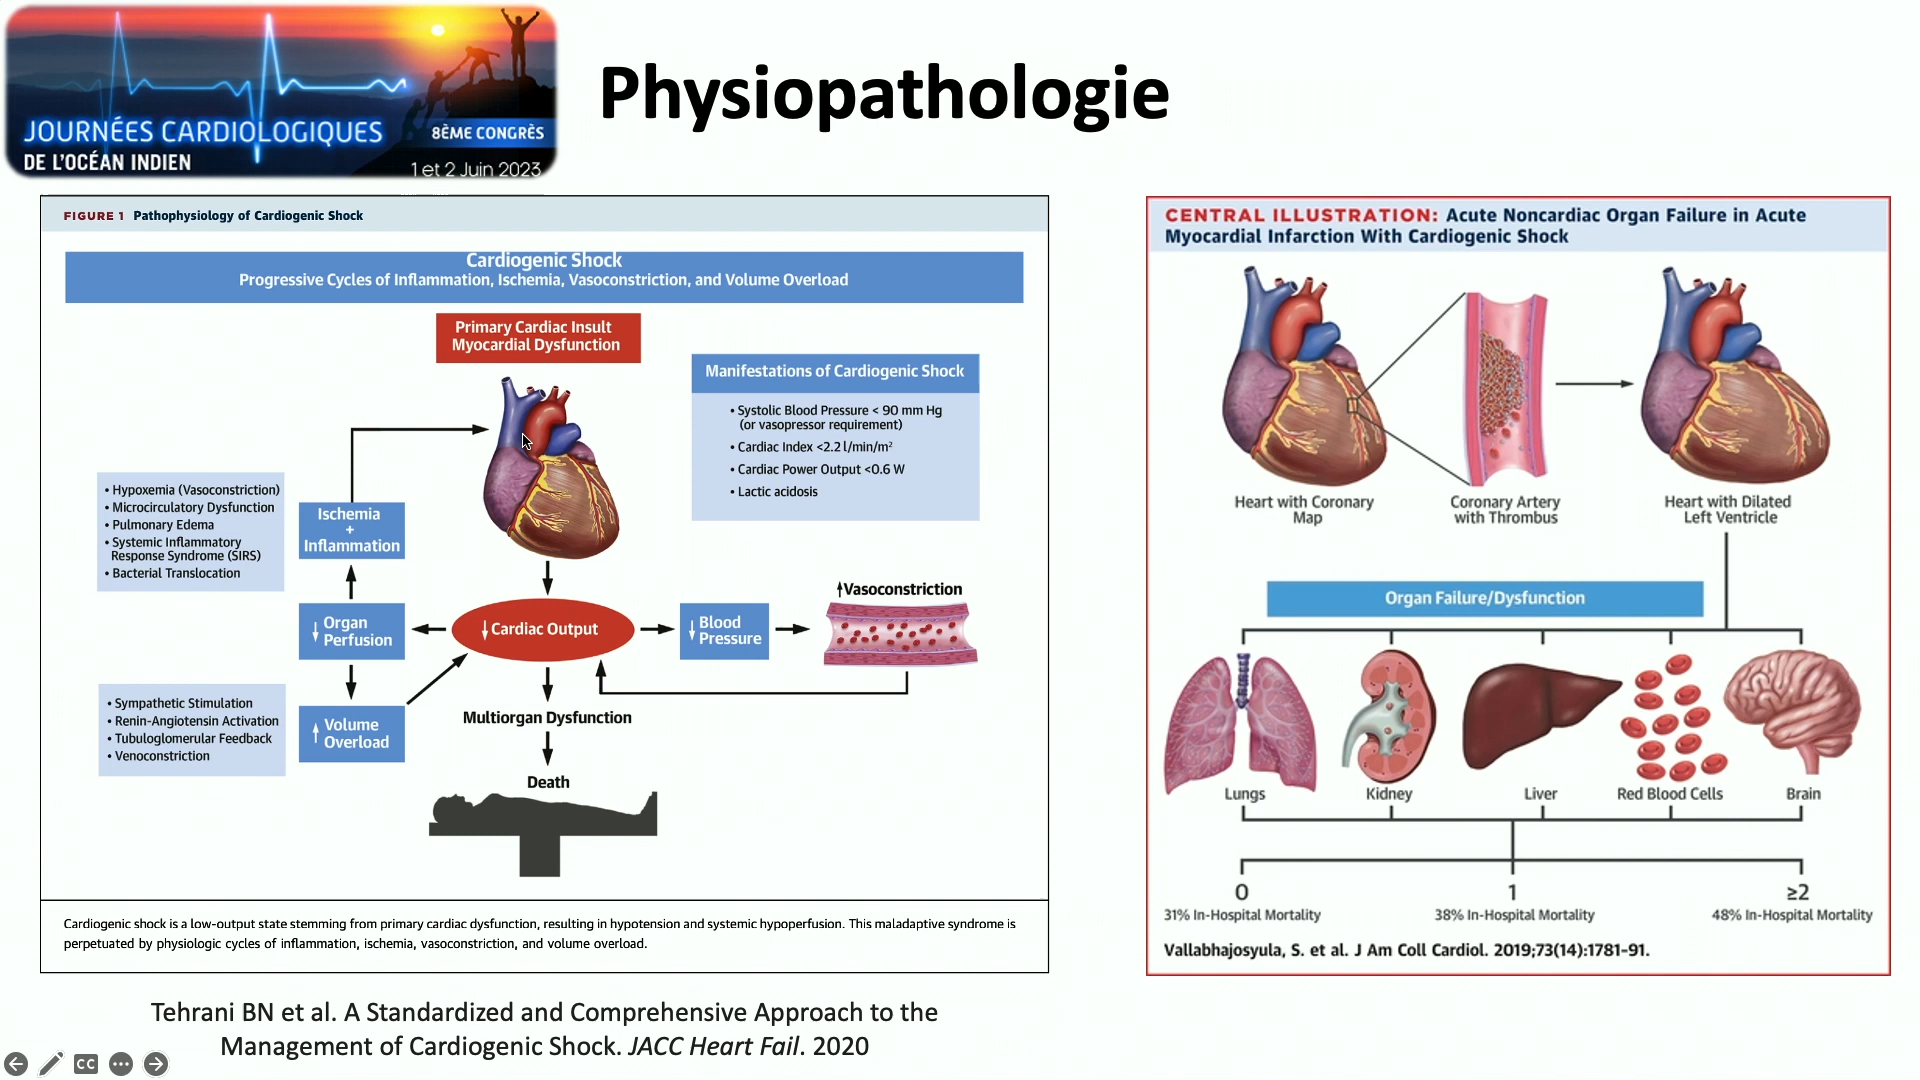 JOURNÉES CARDIOLOGIQUES
DE L'OCÉAN INDIEN
8ÈME CONGRÈS
1 et 2 Juin 2023
Physiopathologie
FIGURE 1 Pathophysiology of Cardiogenic Shock
Cardiogenic Shock
Progressive Cycles of Inflammation, Ischemia, Vasoconstriction, and Volume Overload
Primary Cardiac Insult
Myocardial Dysfunction
Manifestations of Cardiogenic Shock
• Systolic Blood Pressure < 90 mm Hg
(or vasopressor requirement)
• Cardiac Index <2.2 l/min/m²
• Cardiac Power Output <0.6 W
• Lactic acidosis
• Hypoxemia (Vasoconstriction)
• Microcirculatory Dysfunction
• Pulmonary Edema
• Systemic Inflammatory
Response Syndrome (SIRS)
• Bacterial Translocation
Ischemia
+
Inflammation
↓ Organ
Perfusion
↓ Cardiac Output
↓ Blood
Pressure
↑Vasoconstriction
• Sympathetic Stimulation
• Renin-Angiotensin Activation
• Tubuloglomerular Feedback
• Venoconstriction
↑ Volume
Overload
Multiorgan Dysfunction
Death
Cardiogenic shock is a low-output state stemming from primary cardiac dysfunction, resulting in hypotension and systemic hypoperfusion. This maladaptive syndrome is
perpetuated by physiologic cycles of inflammation, ischemia, vasoconstriction, and volume overload.
Tehrani BN et al. A Standardized and Comprehensive Approach to the
Management of Cardiogenic Shock. JACC Heart Fail. 2020
CENTRAL ILLUSTRATION: Acute Noncardiac Organ Failure in Acute
Myocardial Infarction With Cardiogenic Shock
Heart with Coronary
Map
Coronary Artery
with Thrombus
Heart with Dilated
Left Ventricle
Organ Failure/Dysfunction
Lungs
Kidney
Liver
Red Blood Cells
Brain
0
1
≥2
31% In-Hospital Mortality
38% In-Hospital Mortality
48% In-Hospital Mortality
Vallabhajosyula, S. et al. J Am Coll Cardiol. 2019;73(14):1781-91.
CC